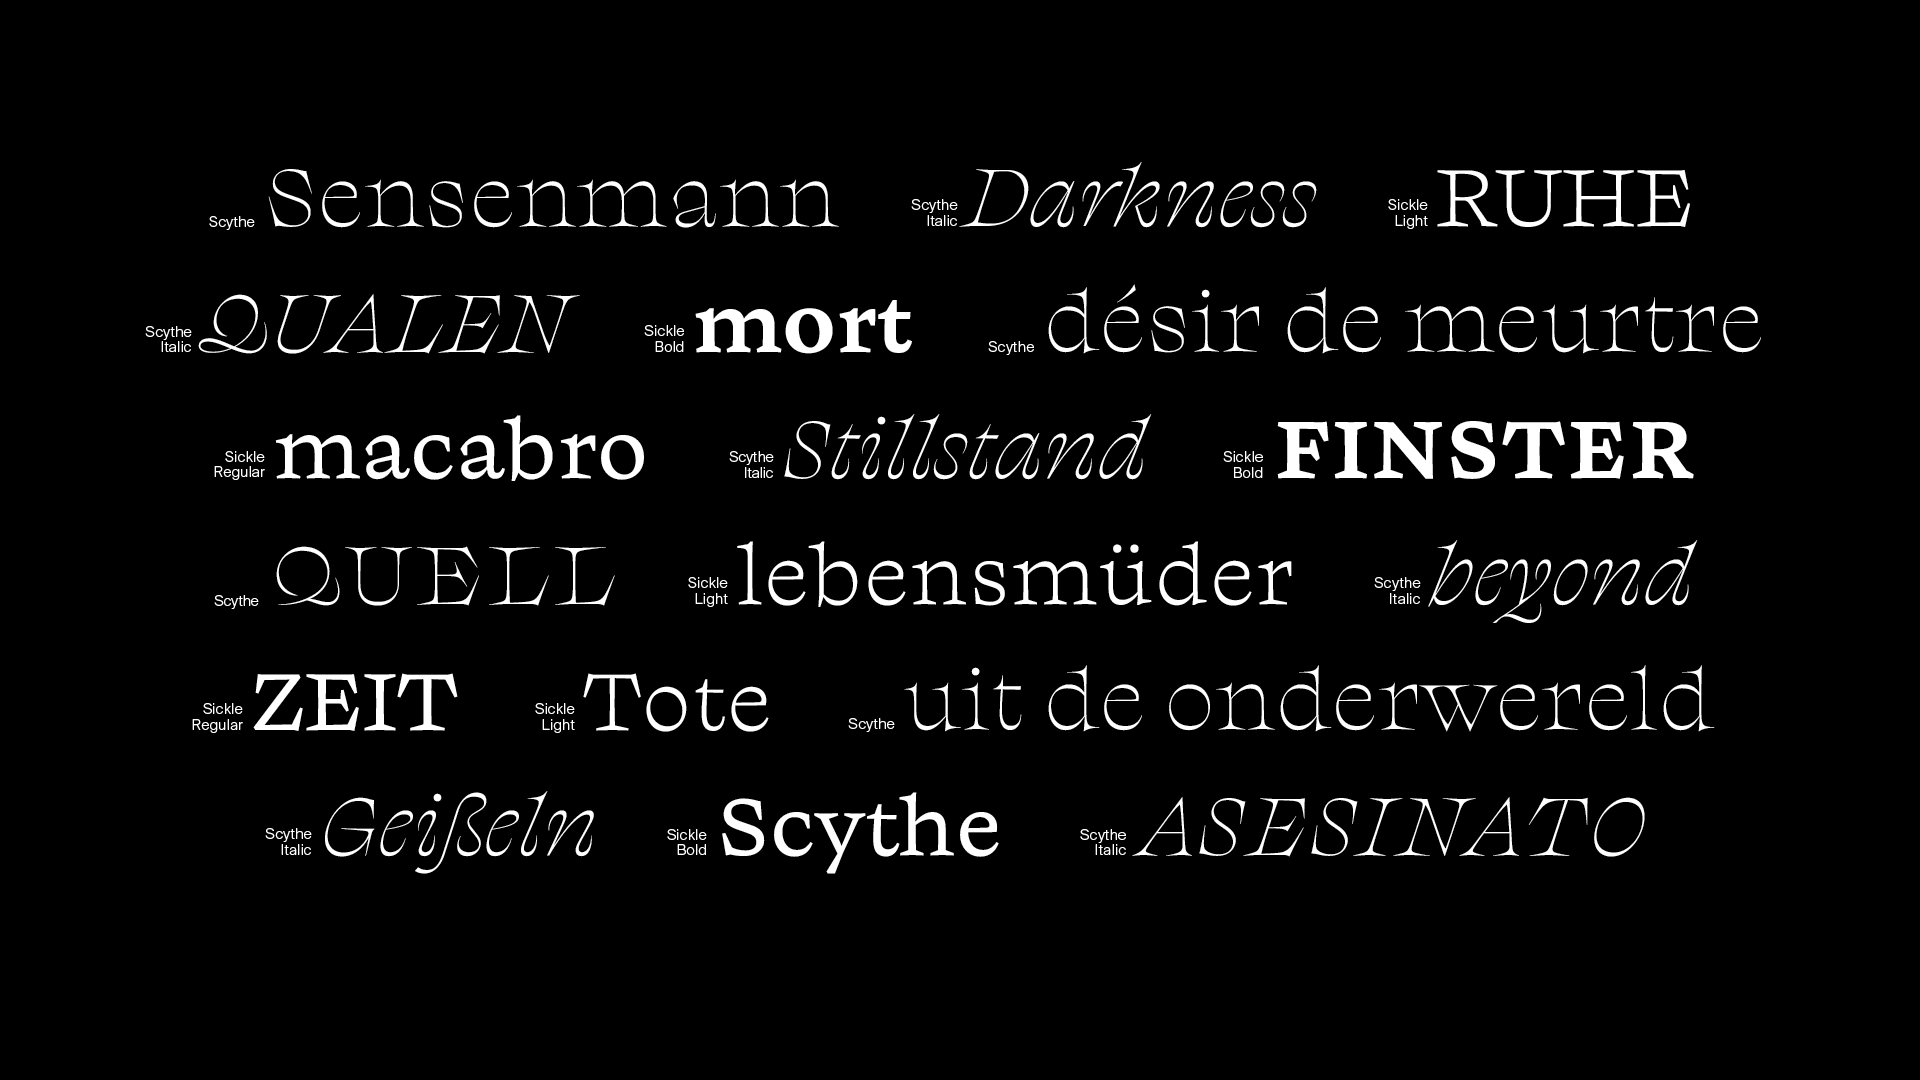 Scythe Sensenmann Scythe Italic Darkness Sickle Light RUHE
Scythe Italic QUALEN Sickle Bold mort Scythe désir de meurtre
Sickle Regular macabro Scythe Italic Stillstand Sickle Bold FINSTER
Scythe QUELL Sickle Light lebensmüder Scythe Italic beyond
Sickle Regular ZEIT Sickle Light Tote Scythe uit de onderwereld
Scythe Italic Geißeln Sickle Bold Scythe Scythe Italic ASESINATO